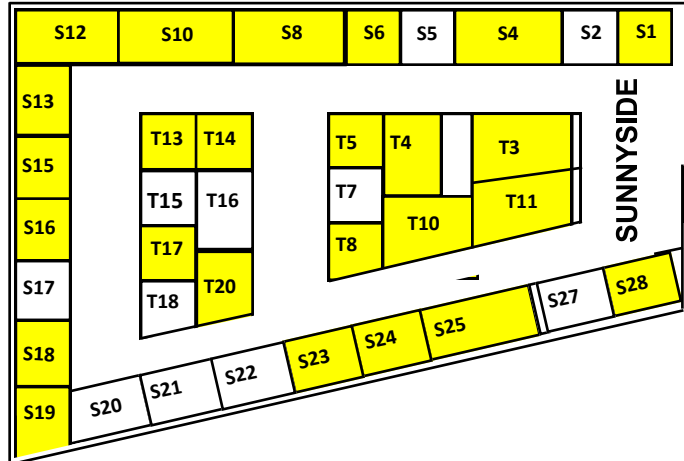 S12 S10 S8 S6 S5 S4 S2 S1
S13
T13 T14 T5 T4 T3
S15
T15 T16 T7 T11
S16 T17 T8 T10
SUNNYSIDE
S17 T18 T20
S28
S27
S18 S23 S24 S25
S19 S20 S21 S22